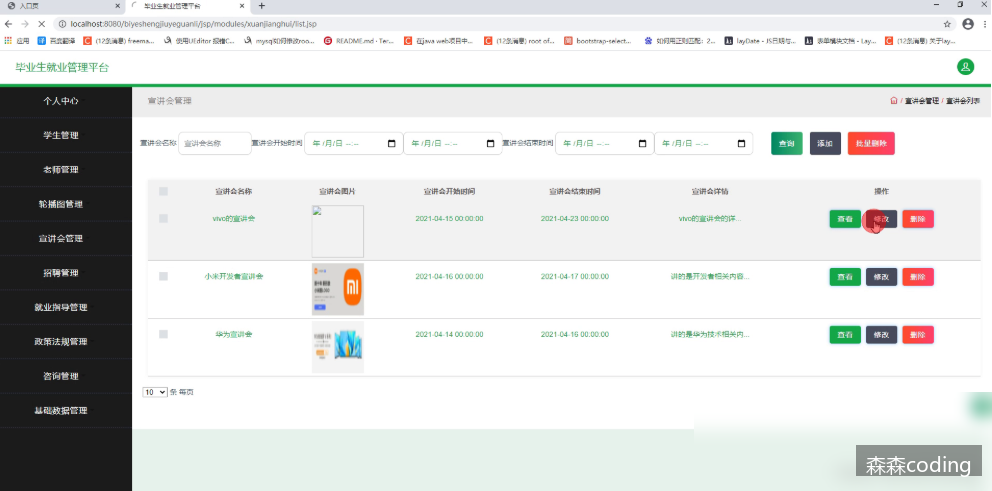 入口页
毕业生就业管理平台
localhost:8080/biyeshengjiuyeguanli/jsp/modules/xuanjianghui/list.jsp
应用 百度翻译 (12条消息) freema... 使用UEditor 报错C... mysql如何修改roo... README.md · Ter... 在java web项目中... (12条消息) root of... bootstrap-select... 如何用正则匹配：2... layDate - JS日期与... 表单模块文档 - Lay... (12条消息) 关于lay...
毕业生就业管理平台
个人中心
学生管理
老师管理
轮播图管理
宣讲会管理
招聘管理
就业指导管理
政策法规管理
咨询管理
基础数据管理
宣讲会管理
/ 宣讲会管理 / 宣讲会列表
宣讲会名称 宣讲会名称 宣讲会开始时间 年 /月/日 --:-- 年 /月/日 --:-- 宣讲会结束时间 年 /月/日 --:-- 年 /月/日 --:-- 查询 添加 批量删除
宣讲会名称 宣讲会图片 宣讲会开始时间 宣讲会结束时间 宣讲会详情 操作
vivo的宣讲会 2021-04-15 00:00:00 2021-04-23 00:00:00 vivo的宣讲会的详... 查看 修改 删除
小米开发者宣讲会 2021-04-16 00:00:00 2021-04-17 00:00:00 讲的是开发者相关内容... 查看 修改 删除
华为宣讲会 2021-04-14 00:00:00 2021-04-16 00:00:00 讲的是华为技术相关内... 查看 修改 删除
10 条 每页
森森coding